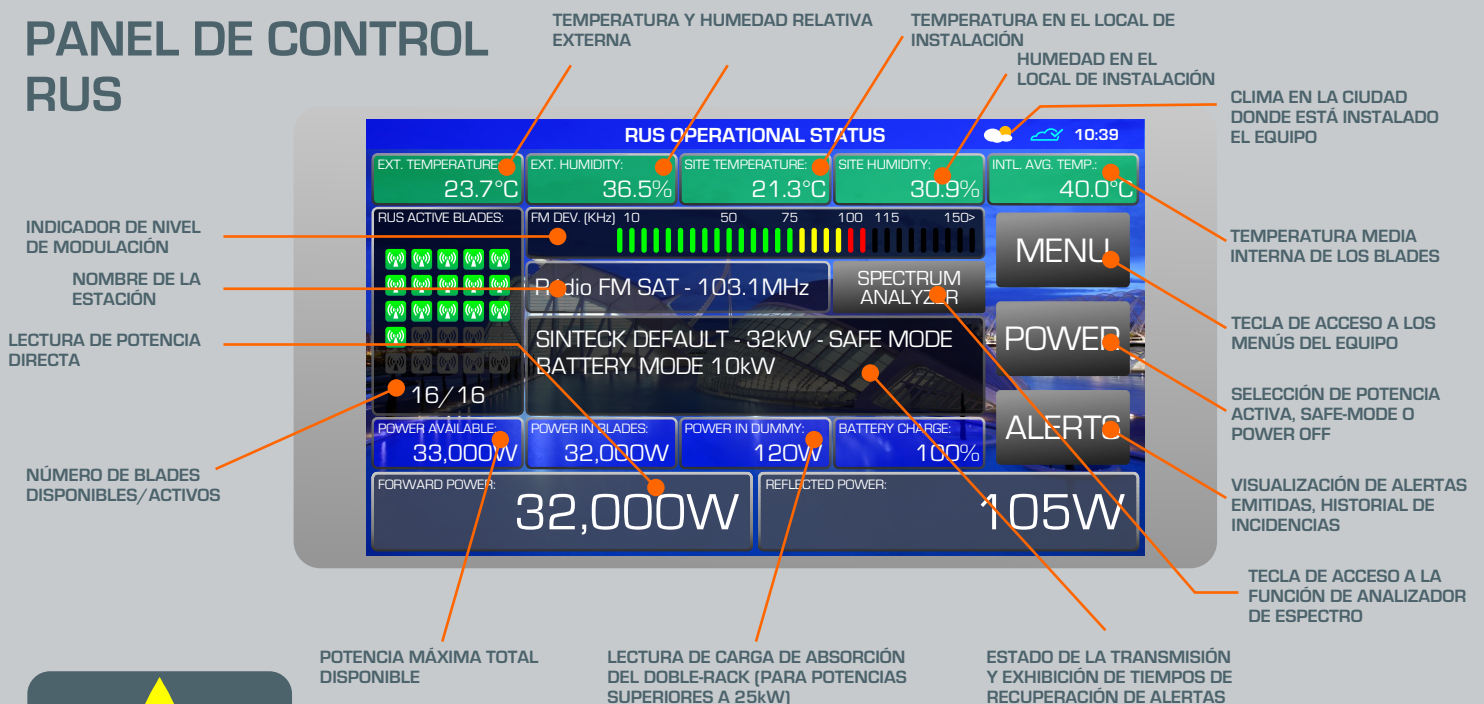 PANEL DE CONTROL
RUS
TEMPERATURA Y HUMEDAD RELATIVA
EXTERNA
TEMPERATURA EN EL LOCAL DE
INSTALACIÓN
HUMEDAD EN EL
LOCAL DE INSTALACIÓN
CLIMA EN LA CIUDAD
DONDE ESTÁ INSTALADO
EL EQUIPO
RUS OPERATIONAL STATUS
10:39
EXT. TEMPERATURE:
23.7°C
EXT. HUMIDITY:
36.5%
SITE TEMPERATURE:
21.3°C
SITE HUMIDITY:
30.9%
INTL. AVG. TEMP.:
40.0°C
INDICADOR DE NIVEL
DE MODULACIÓN
NOMBRE DE LA
ESTACIÓN
LECTURA DE POTENCIA
DIRECTA
NÚMERO DE BLADES
DISPONIBLES/ACTIVOS
RUS ACTIVE BLADES:
16/16
FM DEV. (KHz) 10 50 75 100 115 150>
Rádio FM SAT - 103.1MHz
SPECTRUM
ANALYZER
SINTECK DEFAULT - 32kW - SAFE MODE
BATTERY MODE 10kW
MENU
POWER
ALERTS
POWER AVAILABLE:
33,000W
POWER IN BLADES:
32,000W
POWER IN DUMMY:
120W
BATTERY CHARGE:
100%
FORWARD POWER:
32,000W
REFLECTED POWER:
105W
TEMPERATURA MEDIA
INTERNA DE LOS BLADES
TECLA DE ACCESO A LOS
MENÚS DEL EQUIPO
SELECCIÓN DE POTENCIA
ACTIVA, SAFE-MODE O
POWER OFF
VISUALIZACIÓN DE ALERTAS
EMITIDAS, HISTORIAL DE
INCIDENCIAS
TECLA DE ACCESO A LA
FUNCIÓN DE ANALIZADOR
DE ESPECTRO
POTENCIA MÁXIMA TOTAL
DISPONIBLE
LECTURA DE CARGA DE ABSORCIÓN
DEL DOBLE-RACK (PARA POTENCIAS
SUPERIORES A 25kW)
ESTADO DE LA TRANSMISIÓN
Y EXHIBICIÓN DE TIEMPOS DE
RECUPERACIÓN DE ALERTAS